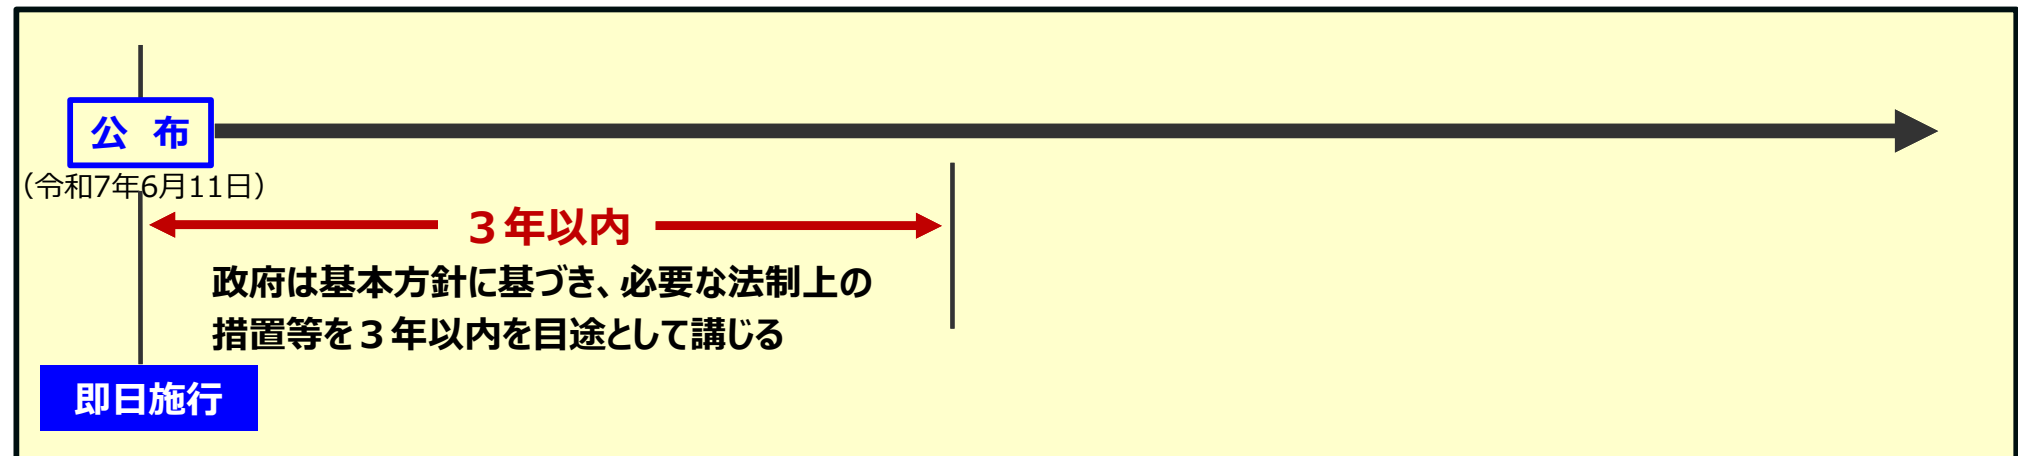 公 布
（令和7年6月11日）
３年以内
政府は基本方針に基づき、必要な法制上の
措置等を３年以内を目途として講じる
即日施行